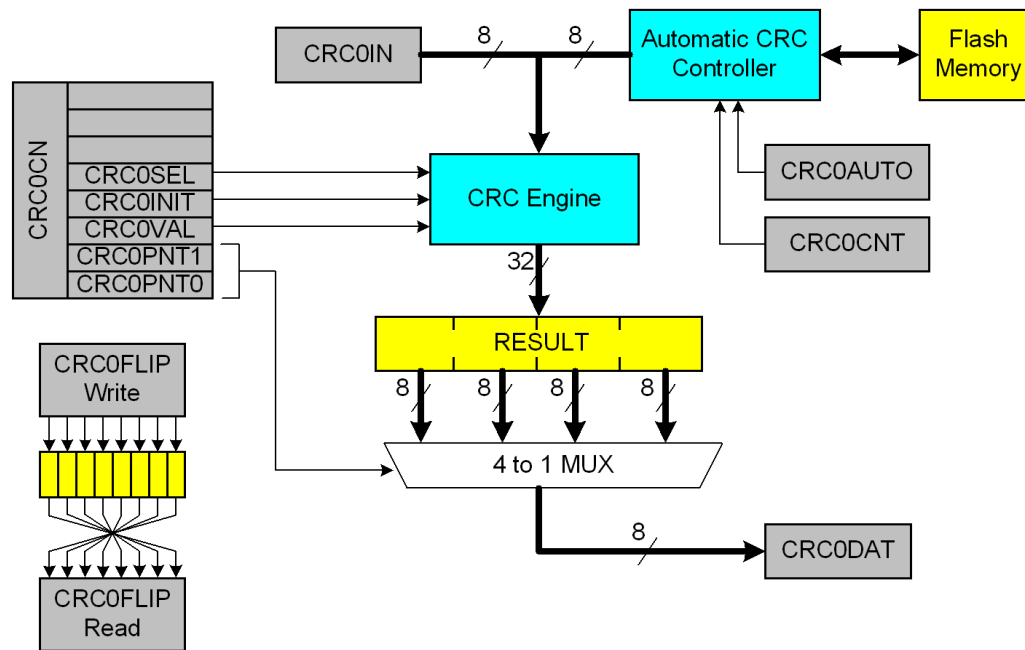 CRC0IN
8
8
Automatic CRC
Controller
Flash
Memory
CRC0CN
CRC0SEL
CRC0INIT
CRC0VAL
CRC0PNT1
CRC0PNT0
CRC Engine
CRC0AUTO
CRC0CNT
32
RESULT
8
8
8
8
4 to 1 MUX
8
CRC0DAT
CRC0FLIP
Write
CRC0FLIP
Read